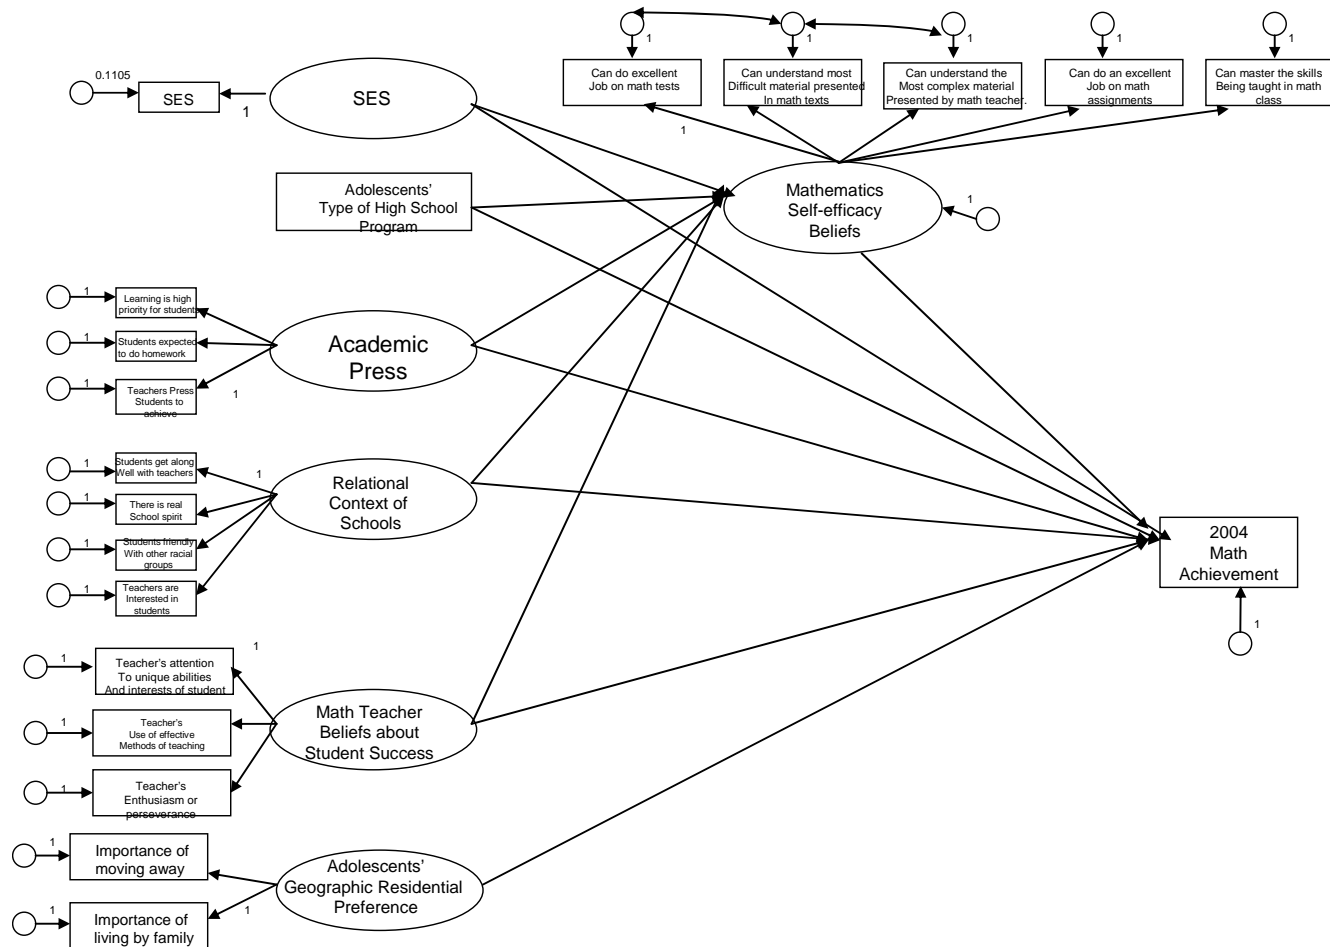 1
1
1
1
1
Can do excellent
Job on math tests
Can understand most
Difficult material presented
In math texts
Can understand the
Most complex material
Presented by math teacher.
Can do an excellent
Job on math
assignments
Can master the skills
Being taught in math
class
0.1105
SES
1
SES
1
Adolescents'
Type of High School
Program
Mathematics
Self-efficacy
Beliefs
1
1
Learning is high
priority for students
1
Students expected
to do homework
1
Teachers Press
Students to
achieve
1
Academic
Press
1
Students get along
Well with teachers
1
1
There is real
School spirit
1
Students friendly
With other racial
groups
1
Teachers are
Interested in
students
Relational
Context of
Schools
2004
Math
Achievement
1
1
Teacher's attention
To unique abilities
And interests of student
1
1
Teacher's
Use of effective
Methods of teaching
1
Teacher's
Enthusiasm or
perseverance
Math Teacher
Beliefs about
Student Success
1
Importance of
moving away
1
Importance of
living by family
1
Adolescents'
Geographic Residential
Preference